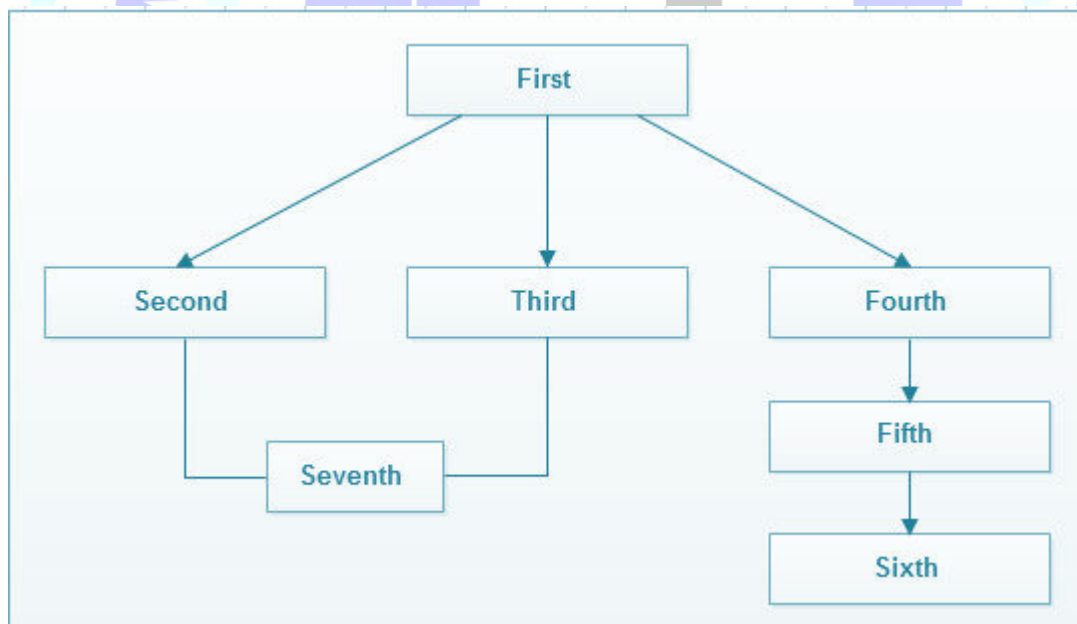 First
Second
Third
Fourth
Fifth
Seventh
Sixth